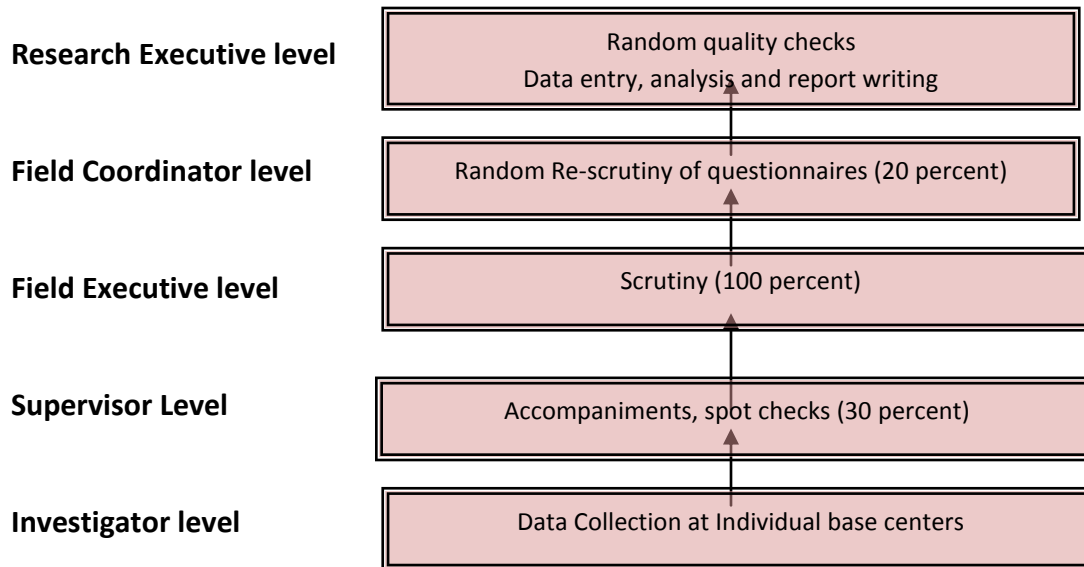 Research Executive level
Random quality checks
Data entry, analysis and report writing
Field Coordinator level
Random Re-scrutiny of questionnaires (20 percent)
Field Executive level
Scrutiny (100 percent)
Supervisor Level
Accompaniments, spot checks (30 percent)
Investigator level
Data Collection at Individual base centers